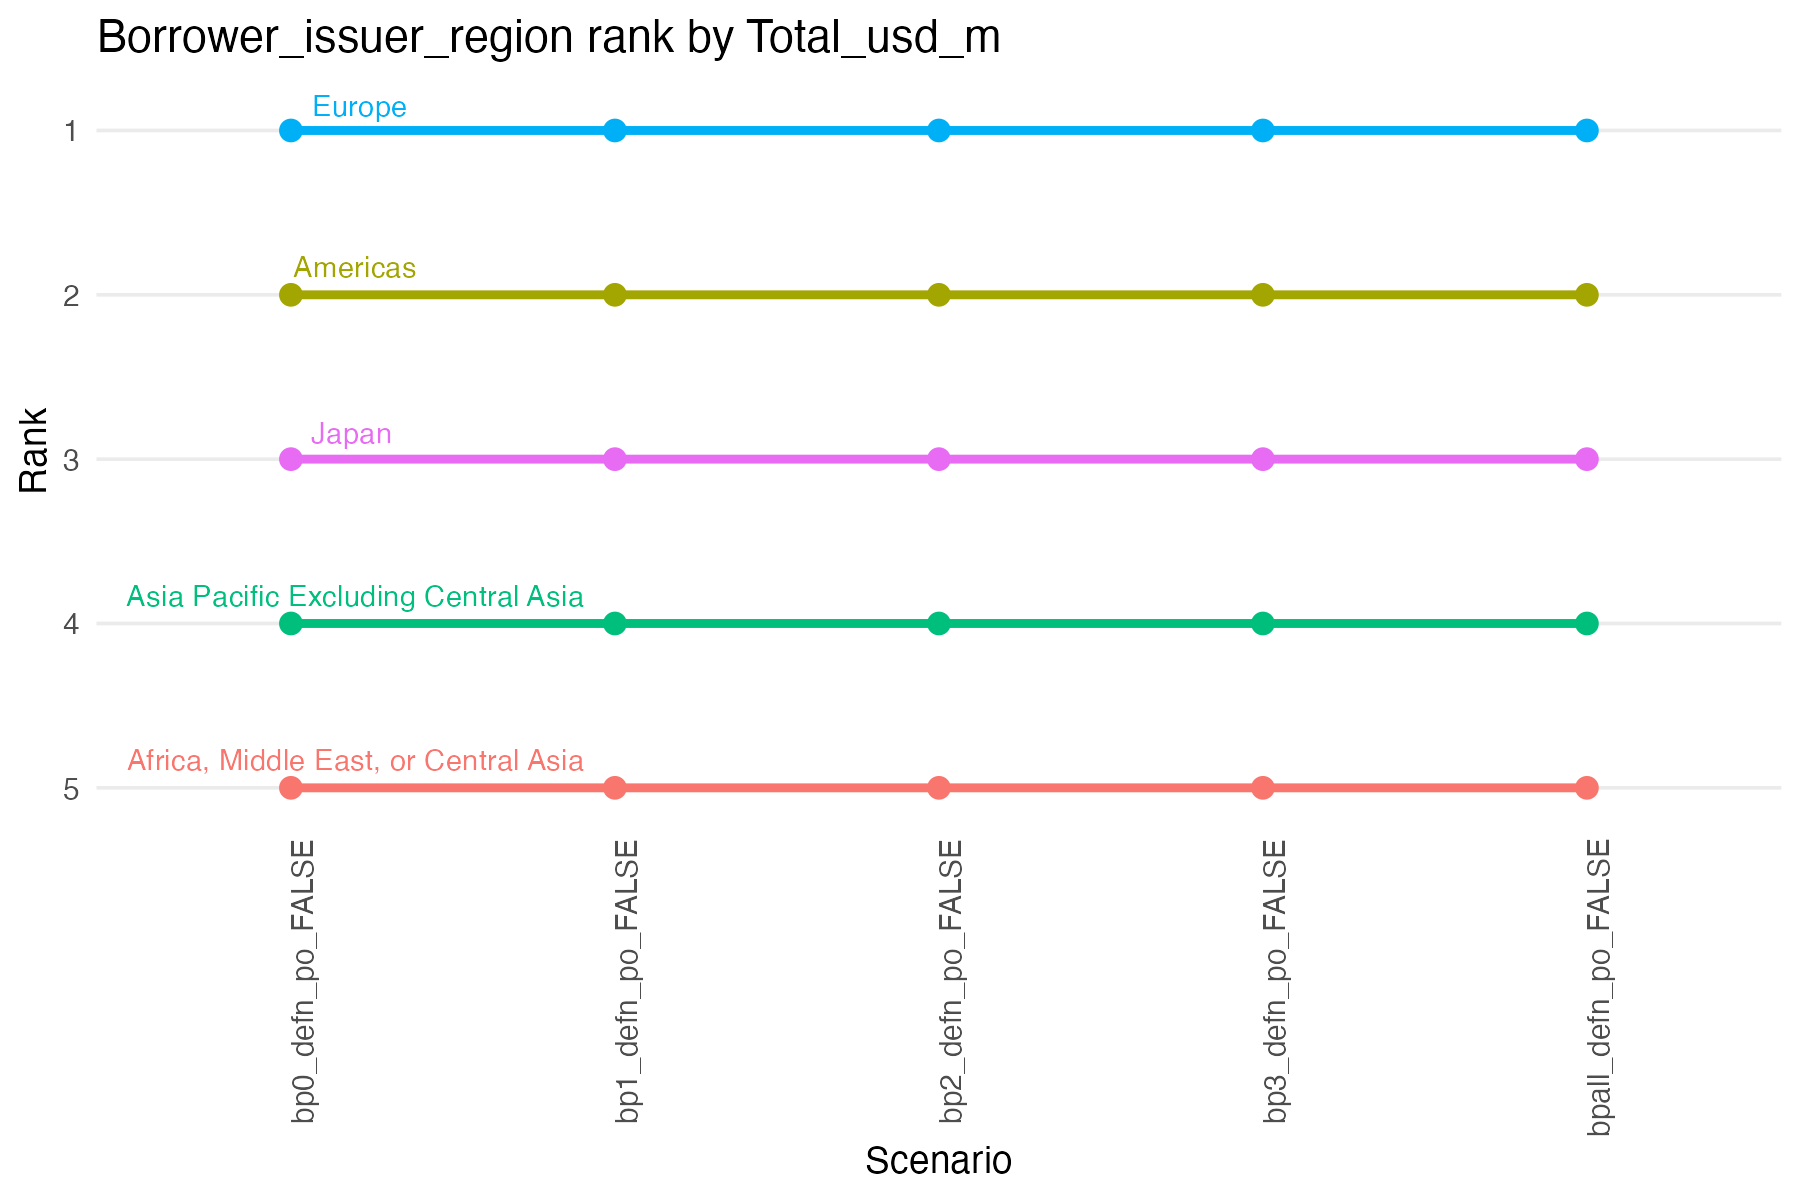 Borrower_issuer_region rank by Total_usd_m
Europe
1
Americas
2
Japan
3
Asia Pacific Excluding Central Asia
4
Africa, Middle East, or Central Asia
5
Rank
bp0_defn_po_FALSE
bp1_defn_po_FALSE
bp2_defn_po_FALSE
bp3_defn_po_FALSE
bpall_defn_po_FALSE
Scenario